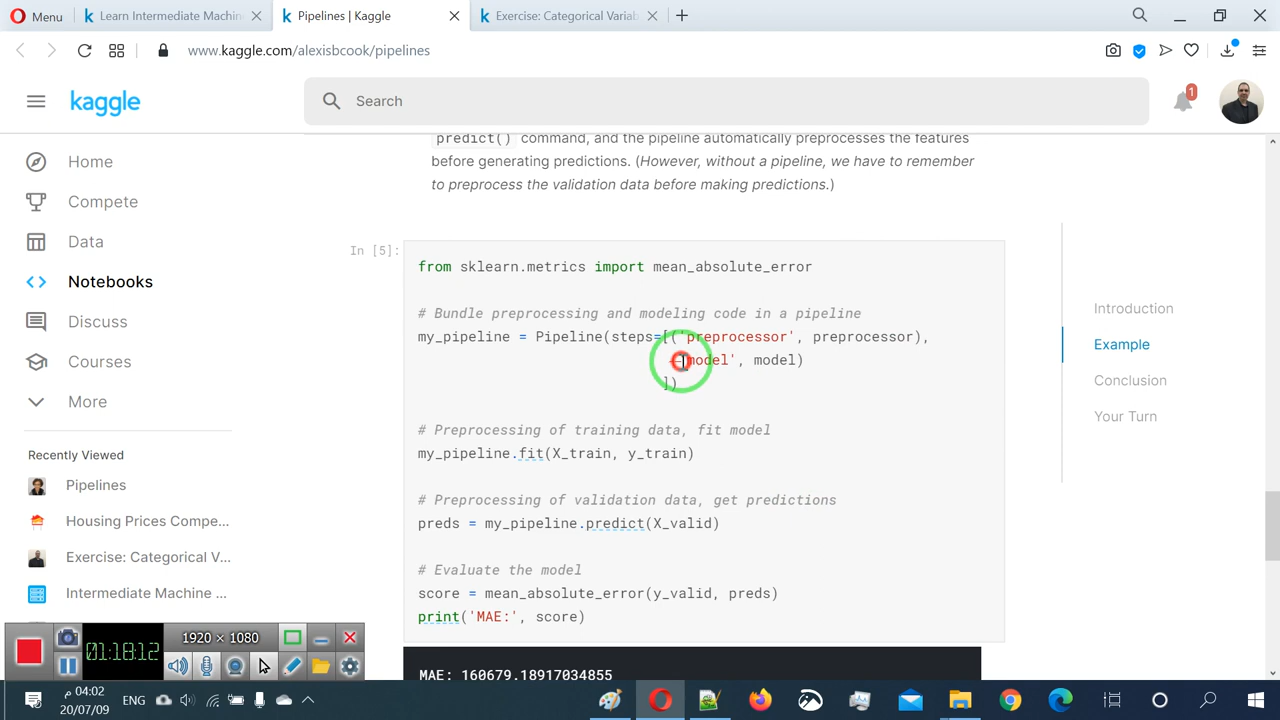 Menu
Learn Intermediate Machin
Pipelines | Kaggle
Exercise: Categorical Variab
www.kaggle.com/alexisbcook/pipelines
kaggle
Search
1
Home
Compete
Data
Notebooks
Discuss
Courses
More
Recently Viewed
Pipelines
Housing Prices Compe...
Exercise: Categorical V...
Intermediate Machine ...
predict() command, and the pipeline automatically preprocesses the features
before generating predictions. (However, without a pipeline, we have to remember
to preprocess the validation data before making predictions.)
In [5]:
from sklearn.metrics import mean_absolute_error
# Bundle preprocessing and modeling code in a pipeline
my_pipeline = Pipeline(steps=[('preprocessor', preprocessor),
model', model)
])
# Preprocessing of training data, fit model
my_pipeline.fit(X_train, y_train)
# Preprocessing of validation data, get predictions
preds = my_pipeline.predict(X_valid)
# Evaluate the model
score = mean_absolute_error(y_valid, preds)
print('MAE:', score)
MAE: 160679.18917034855
Introduction
Example
Conclusion
Your Turn
01:18:12
1920 × 1080
04:02 م
20/07/09
ENG